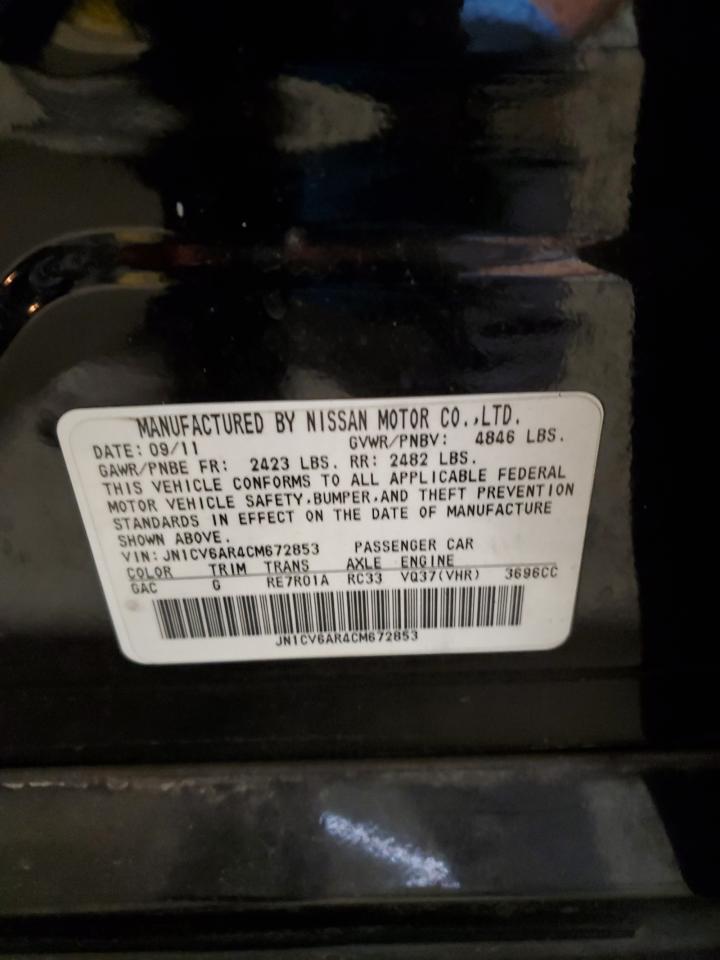 MANUFACTURED BY NISSAN MOTOR CO.,LTD.
DATE: 09/11 GVWR/PNBV: 4846 LBS.
GAWR/PNBE FR: 2423 LBS. RR: 2482 LBS.
THIS VEHICLE CONFORMS TO ALL APPLICABLE FEDERAL
MOTOR VEHICLE SAFETY,BUMPER,AND THEFT PREVENTION
STANDARDS IN EFFECT ON THE DATE OF MANUFACTURE
SHOWN ABOVE.
VIN: JN1CV6AR4CM672853 PASSENGER CAR
COLOR TRIM TRANS AXLE ENGINE
GAC G RE7R01A RC33 VQ37(VHR) 3696CC
JN1CV6AR4CM672853